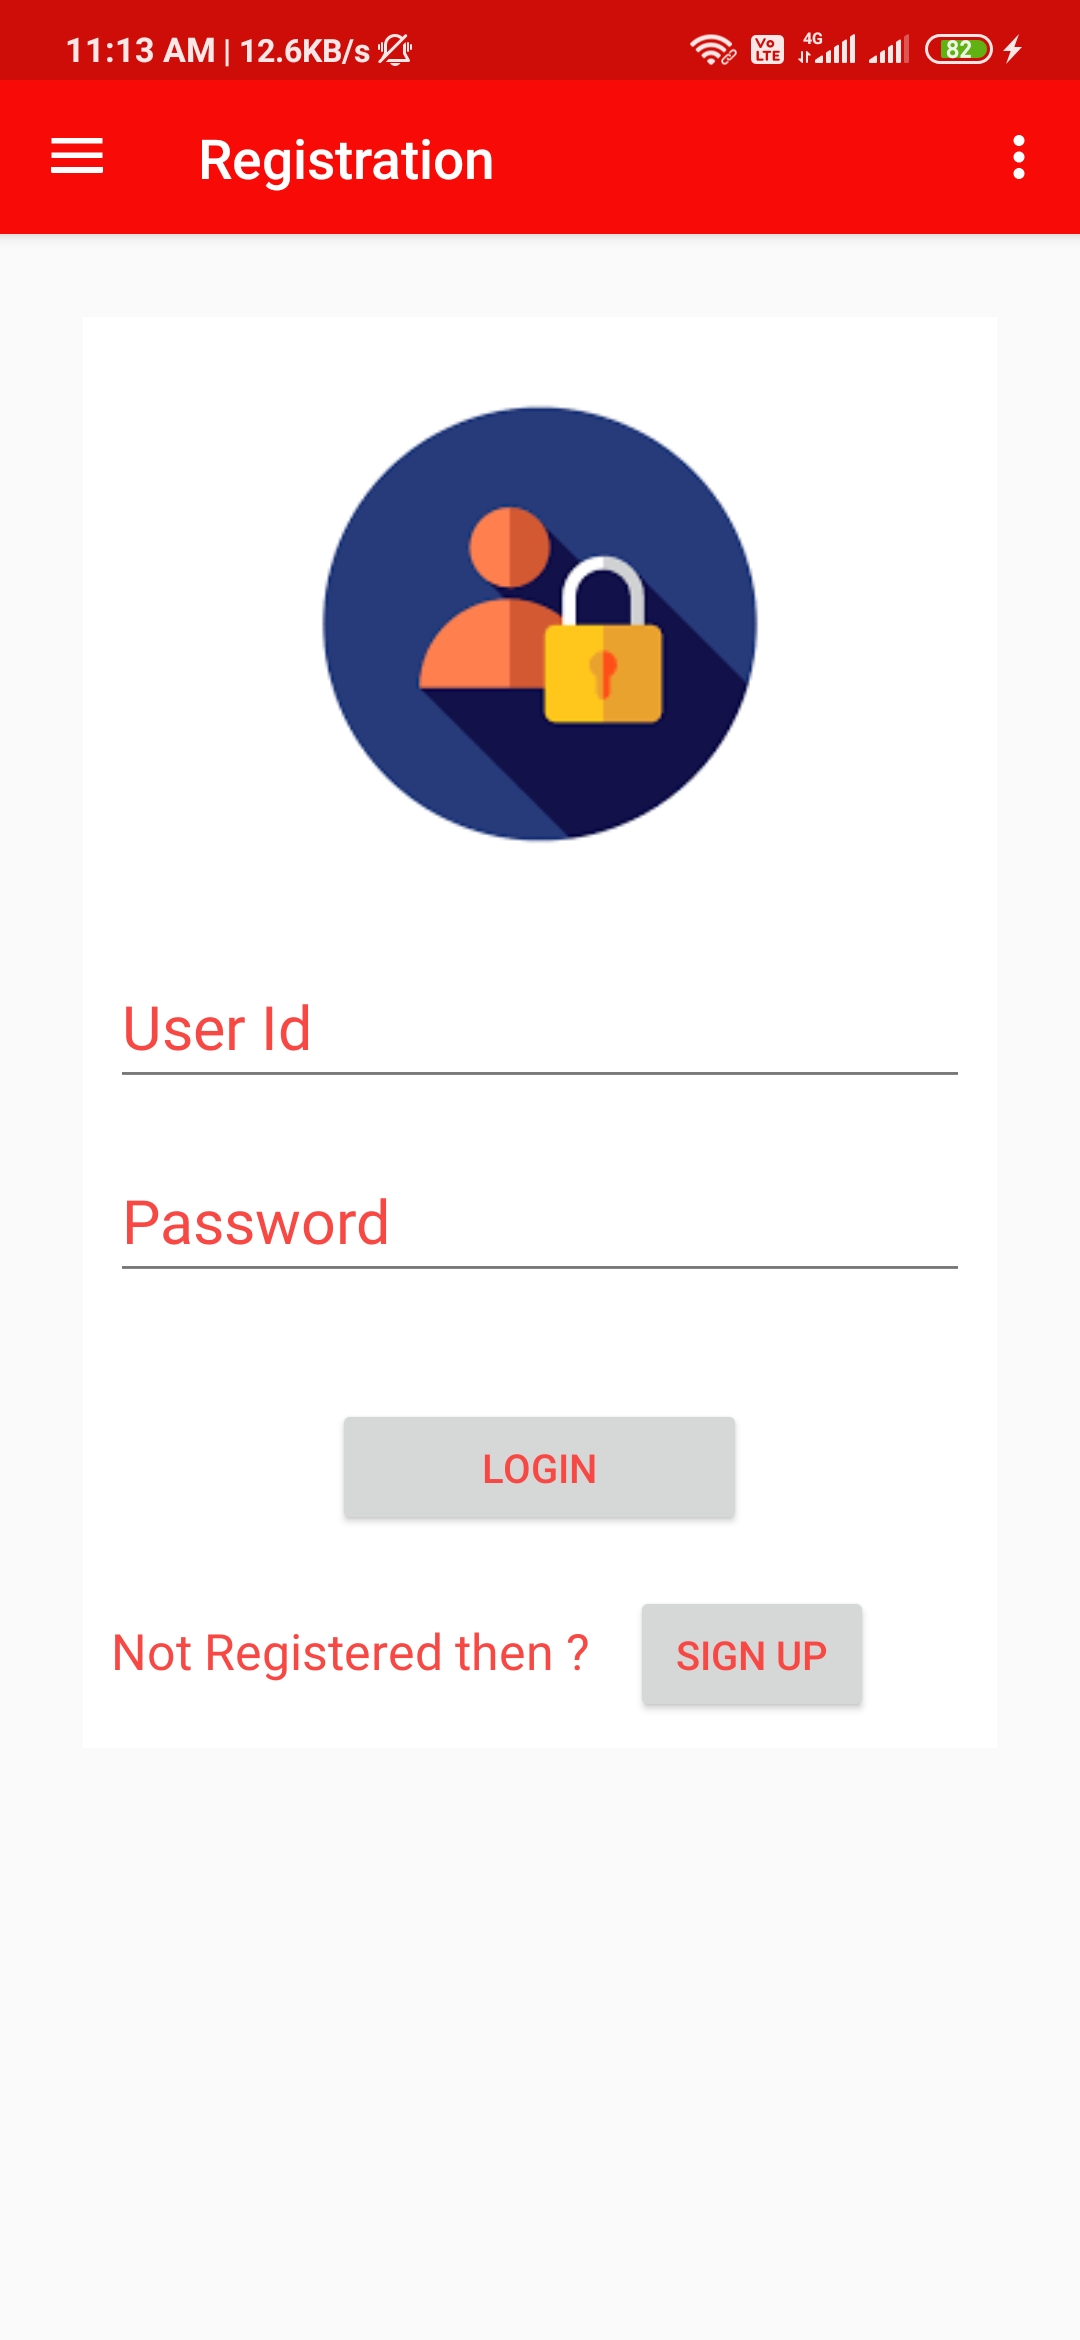 11:13 AM | 12.6KB/s
Vo LTE 4G 82
Registration
User Id
Password
LOGIN
Not Registered then ? SIGN UP